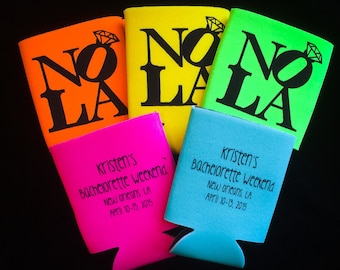 NO
LA
NO
LA
NO
LA
Kristen's
Bachelorette Weekend
New Orleans, LA
April 10-13, 2015
Kristen's
Bachelorette Weekend
New Orleans, LA
April 10-13, 2015